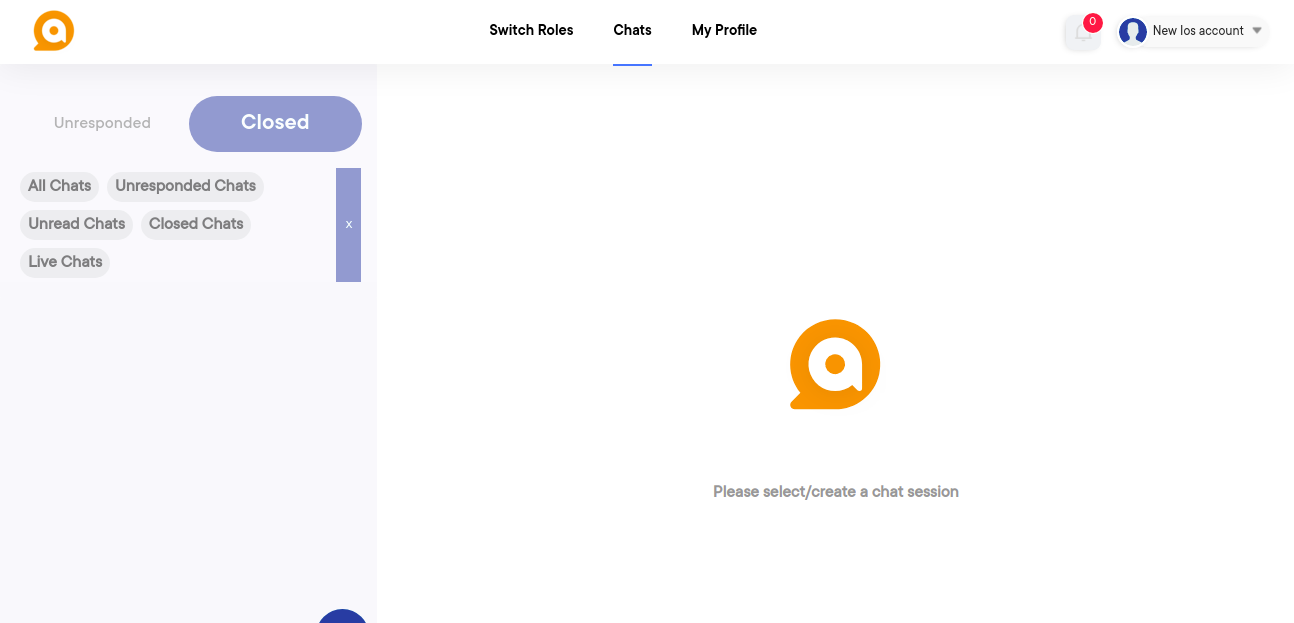 Switch Roles Chats My Profile 0 New Ios account
Unresponded Closed
All Chats Unresponded Chats
Unread Chats Closed Chats x
Live Chats
Please select/create a chat session